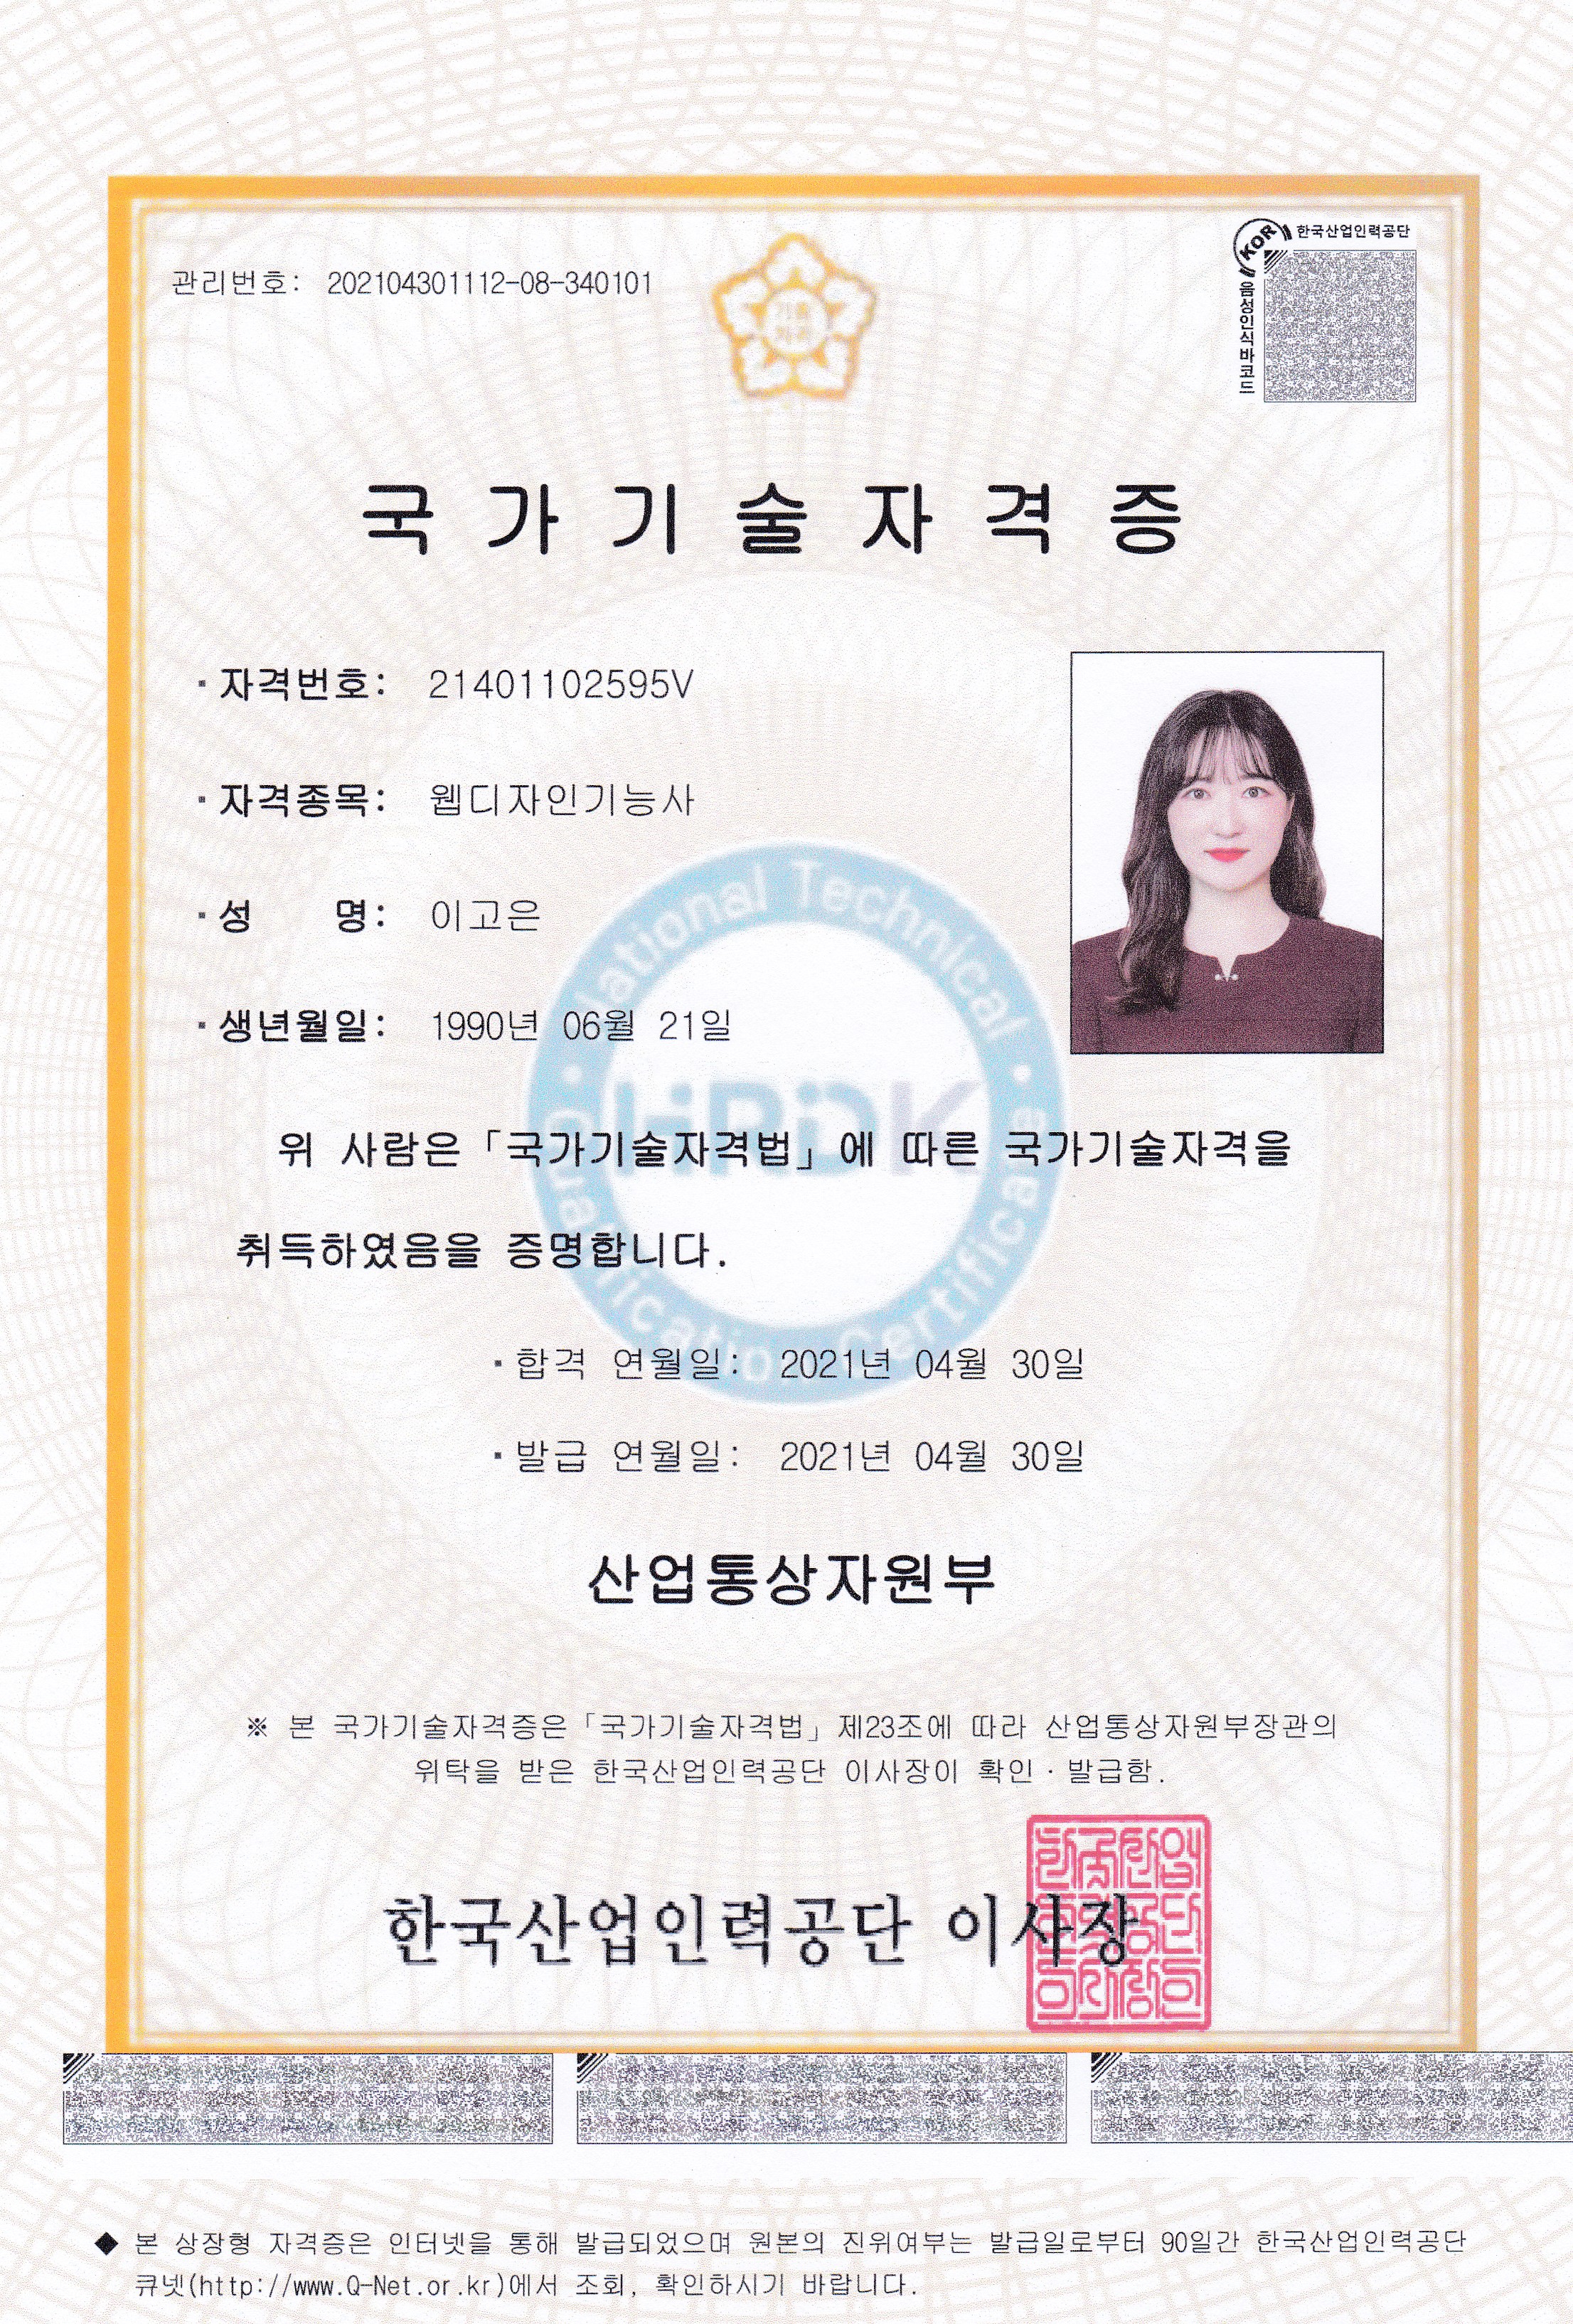 한국산업인력공단
KOR
관리번호: 202104301112-08-340101
음성인식바코드
국가기술자격증
· 자격번호: 21401102595V
· 자격종목: 웹디자인기능사
· 성 명: 이고은
· 생년월일: 1990년 06월 21일
National Technical
HRDK
위 사람은 「국가기술자격법」에 따른 국가기술자격을
취득하였음을 증명합니다.
· 합격 연월일: 2021년 04월 30일
· 발급 연월일: 2021년 04월 30일
산업통상자원부
※ 본 국가기술자격증은 「국가기술자격법」 제23조에 따라 산업통상자원부장관의
위탁을 받은 한국산업인력공단 이사장이 확인 · 발급함.
한국산업인력공단 이사장
◆ 본 상장형 자격증은 인터넷을 통해 발급되었으며 원본의 진위여부는 발급일로부터 90일간 한국산업인력공단
큐넷(http://www.Q-Net.or.kr)에서 조회, 확인하시기 바랍니다.